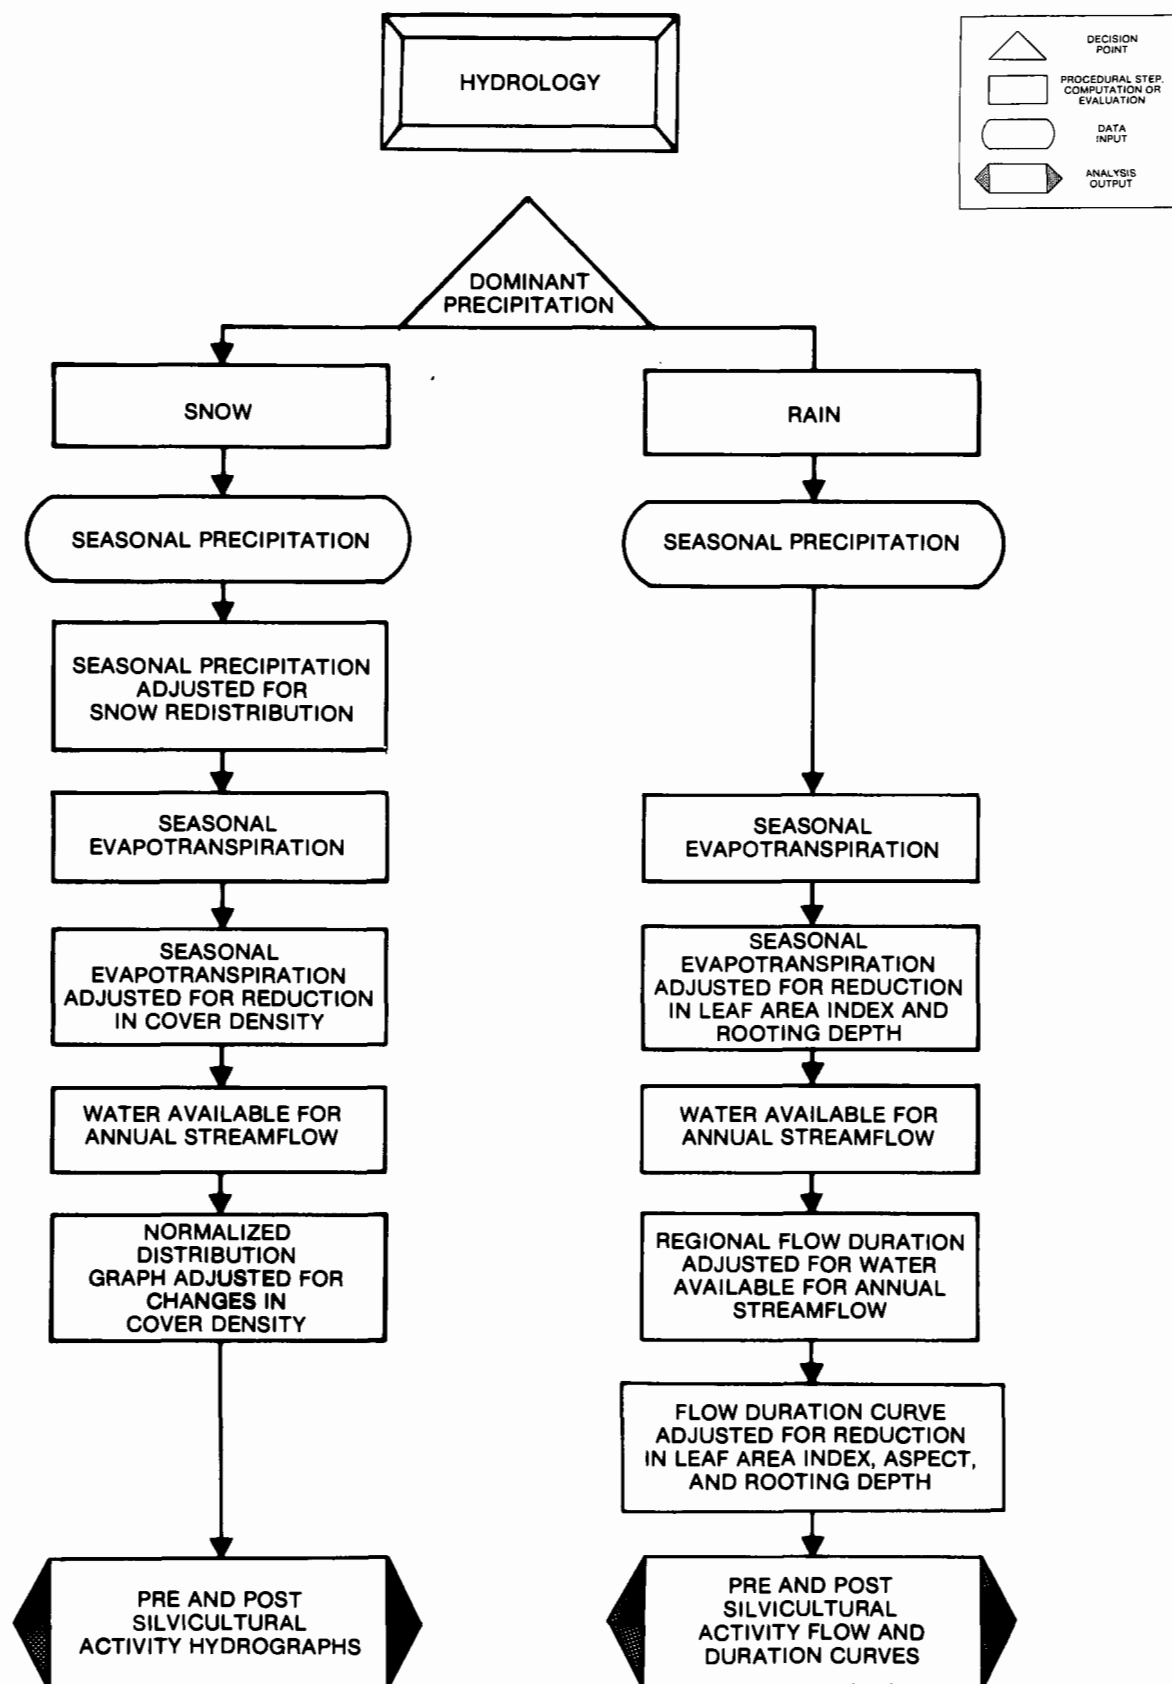 HYDROLOGY
DECISION
POINT
PROCEDURAL STEP,
COMPUTATION OR
EVALUATION
DATA
INPUT
ANALYSIS
OUTPUT
DOMINANT
PRECIPITATION
SNOW
SEASONAL PRECIPITATION
SEASONAL PRECIPITATION
ADJUSTED FOR
SNOW REDISTRIBUTION
SEASONAL
EVAPOTRANSPIRATION
SEASONAL
EVAPOTRANSPIRATION
ADJUSTED FOR REDUCTION
IN COVER DENSITY
WATER AVAILABLE FOR
ANNUAL STREAMFLOW
NORMALIZED
DISTRIBUTION
GRAPH ADJUSTED FOR
CHANGES IN
COVER DENSITY
PRE AND POST
SILVICULTURAL
ACTIVITY HYDROGRAPHS
RAIN
SEASONAL PRECIPITATION
SEASONAL
EVAPOTRANSPIRATION
SEASONAL
EVAPOTRANSPIRATION
ADJUSTED FOR REDUCTION
IN LEAF AREA INDEX AND
ROOTING DEPTH
WATER AVAILABLE FOR
ANNUAL STREAMFLOW
REGIONAL FLOW DURATION
ADJUSTED FOR WATER
AVAILABLE FOR ANNUAL
STREAMFLOW
FLOW DURATION CURVE
ADJUSTED FOR REDUCTION
IN LEAF AREA INDEX, ASPECT,
AND ROOTING DEPTH
PRE AND POST
SILVICULTURAL
ACTIVITY FLOW AND
DURATION CURVES